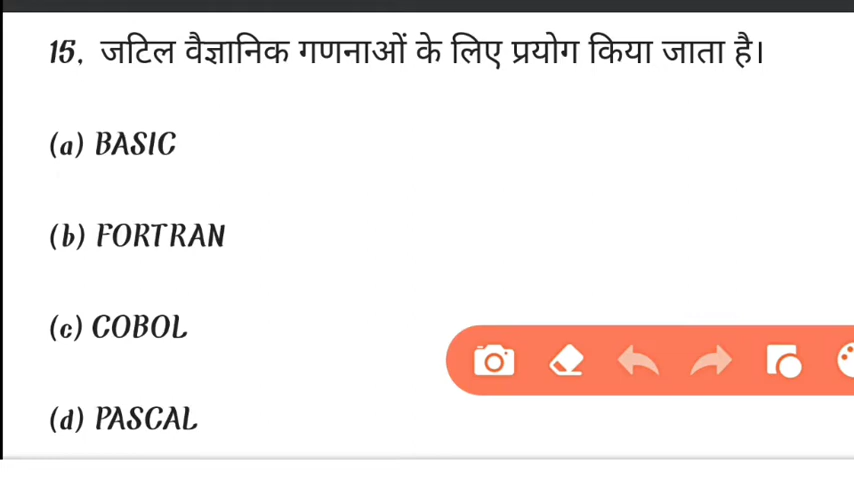 15. जटिल वैज्ञानिक गणनाओं के लिए प्रयोग किया जाता है।
(a) BASIC
(b) FORTRAN
(c) COBOL
(d) PASCAL